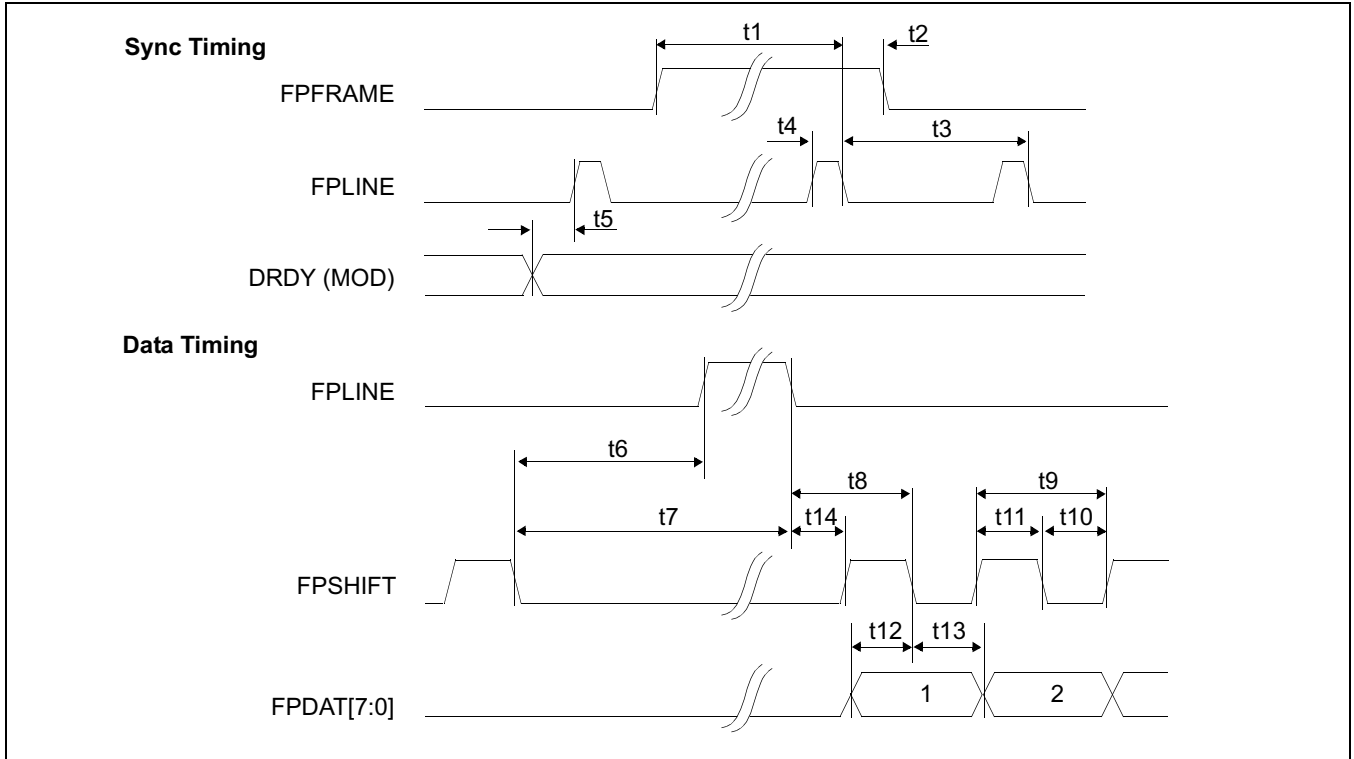 Sync Timing
t1
t2
FPFRAME
t4
t3
FPLINE
t5
DRDY (MOD)
Data Timing
FPLINE
t6
t8
t9
t7
t14
t11
t10
FPSHIFT
t12
t13
FPDAT[7:0]
1
2